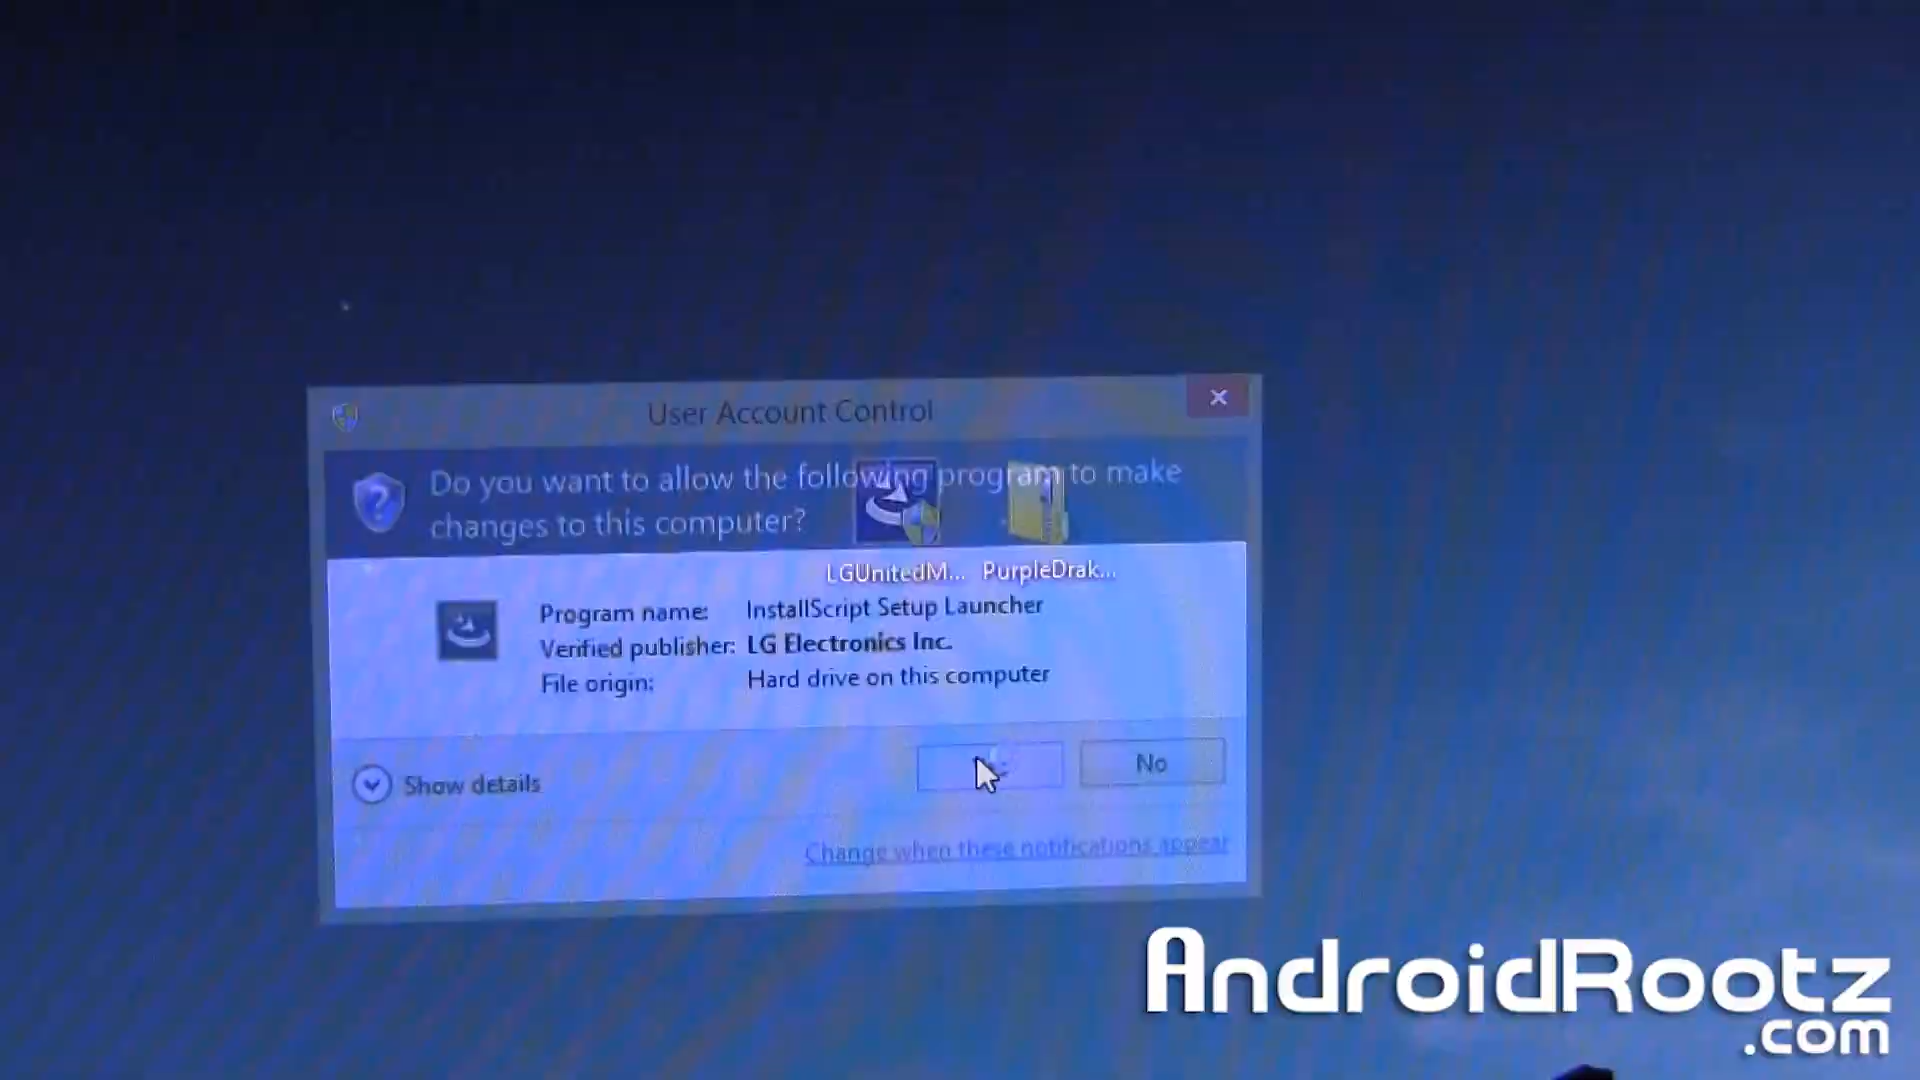 User Account Control
Do you want to allow the following program to make
changes to this computer?
LGUnitedM... PurpleDrak...
Program name: InstallScript Setup Launcher
Verified publisher: LG Electronics Inc.
File origin: Hard drive on this computer
Show details
No
Change when these notifications appear
AndroidRootz
.com